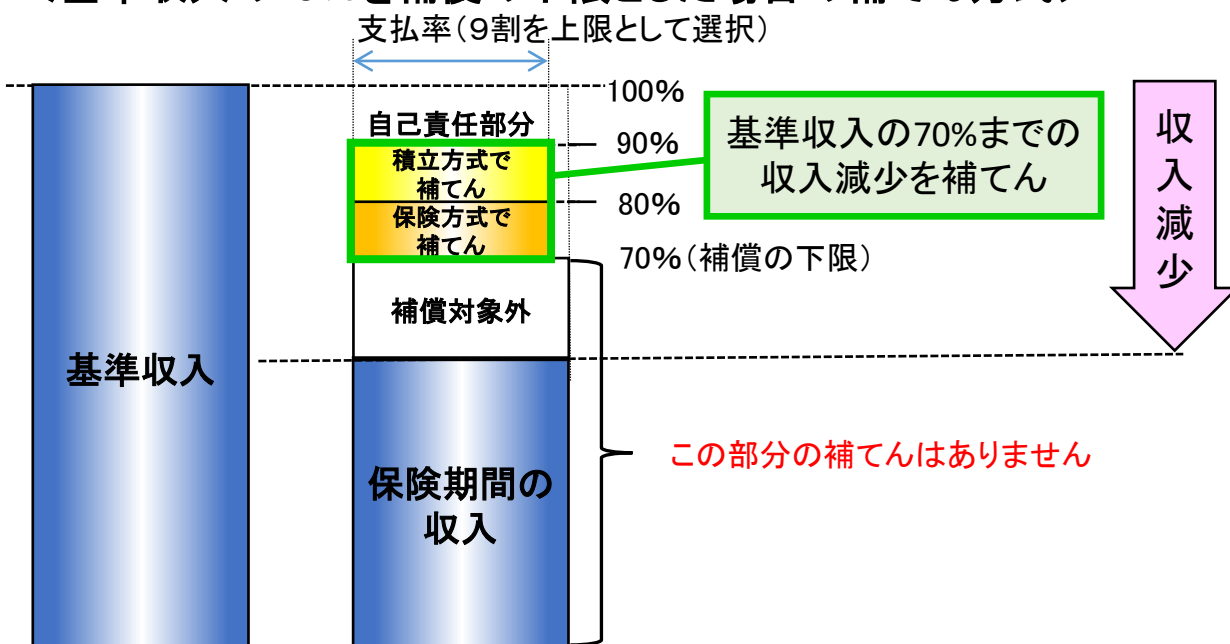 支払率(9割を上限として選択)
100%
自己責任部分
90%
積立方式で
補てん
80%
保険方式で
補てん
70%(補償の下限)
基準収入の70%までの
収入減少を補てん
収入減少
補償対象外
基準収入
保険期間の
収入
この部分の補てんはありません